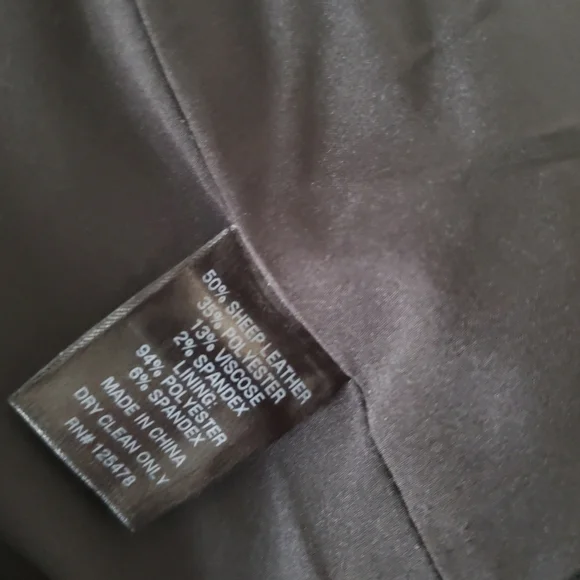 50% SHEEP LEATHER
35% POLYESTER
13% VISCOSE
2% SPANDEX
LINING:
94% POLYESTER
6% SPANDEX
MADE IN CHINA
DRY CLEAN ONLY
RN# 126478